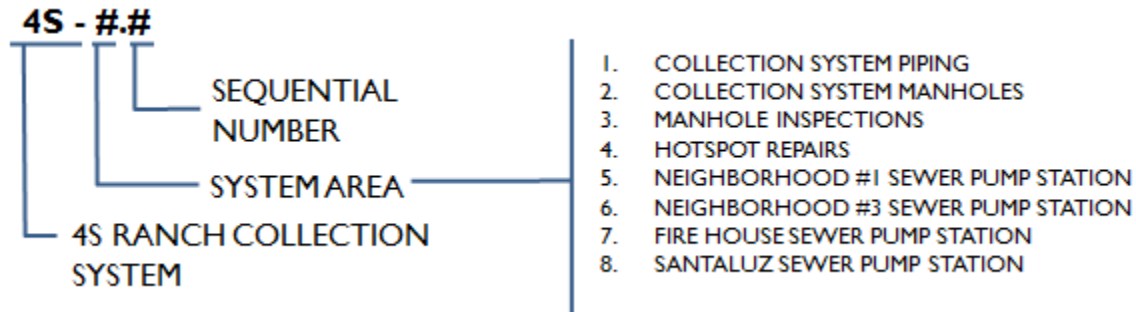 4S - #.#
SEQUENTIAL
NUMBER
SYSTEM AREA
4S RANCH COLLECTION
SYSTEM
1. COLLECTION SYSTEM PIPING
2. COLLECTION SYSTEM MANHOLES
3. MANHOLE INSPECTIONS
4. HOTSPOT REPAIRS
5. NEIGHBORHOOD #1 SEWER PUMP STATION
6. NEIGHBORHOOD #3 SEWER PUMP STATION
7. FIRE HOUSE SEWER PUMP STATION
8. SANTALUZ SEWER PUMP STATION